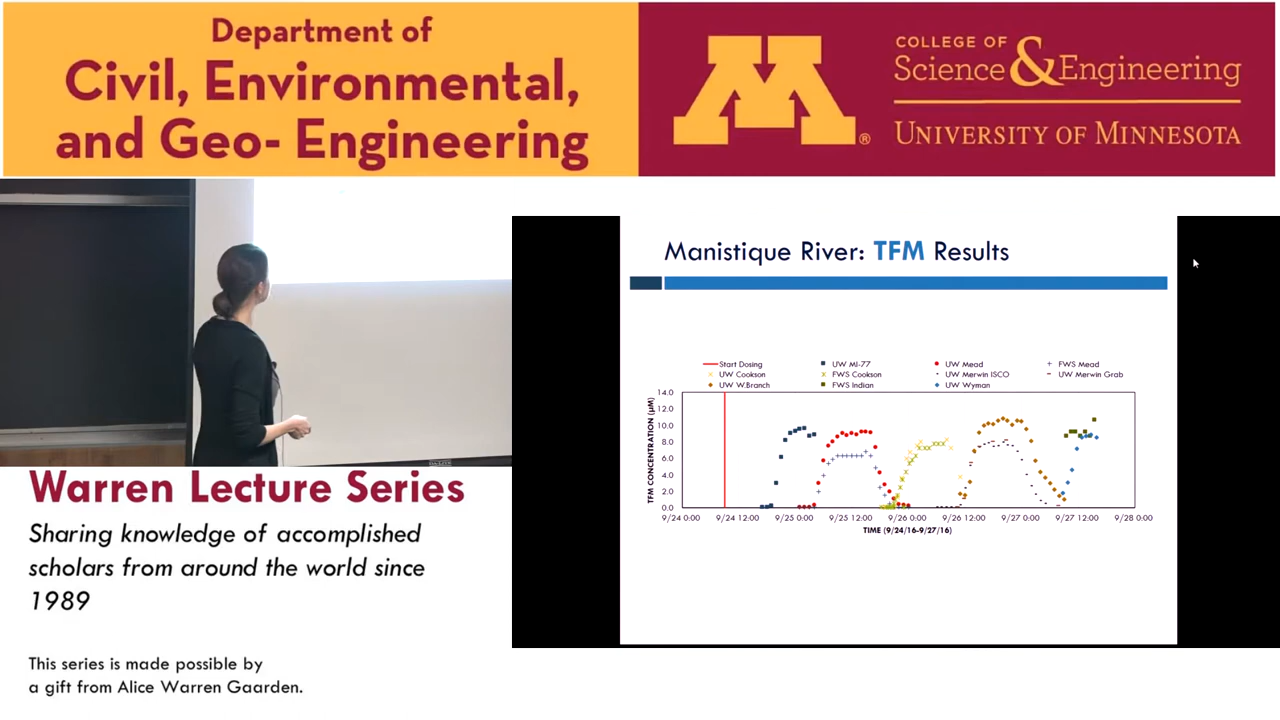 Department of
Civil, Environmental,
and Geo- Engineering
M®
COLLEGE OF
Science & Engineering
UNIVERSITY OF MINNESOTA
Manistique River: TFM Results
Start Dosing
UW MI-77
UW Mead
FWS Mead
UW Cookson
FWS Cookson
UW Merwin ISCO
UW Merwin Grab
UW W.Branch
FWS Indian
UW Wyman
TFM CONCENTRATION (µM)
14.0
12.0
10.0
8.0
6.0
4.0
2.0
0.0
9/24 0:00
9/24 12:00
9/25 0:00
9/25 12:00
9/26 0:00
9/26 12:00
9/27 0:00
9/27 12:00
9/28 0:00
TIME (9/24/16-9/27/16)
Warren Lecture Series
Sharing knowledge of accomplished
scholars from around the world since
1989
This series is made possible by
a gift from Alice Warren Gaarden.